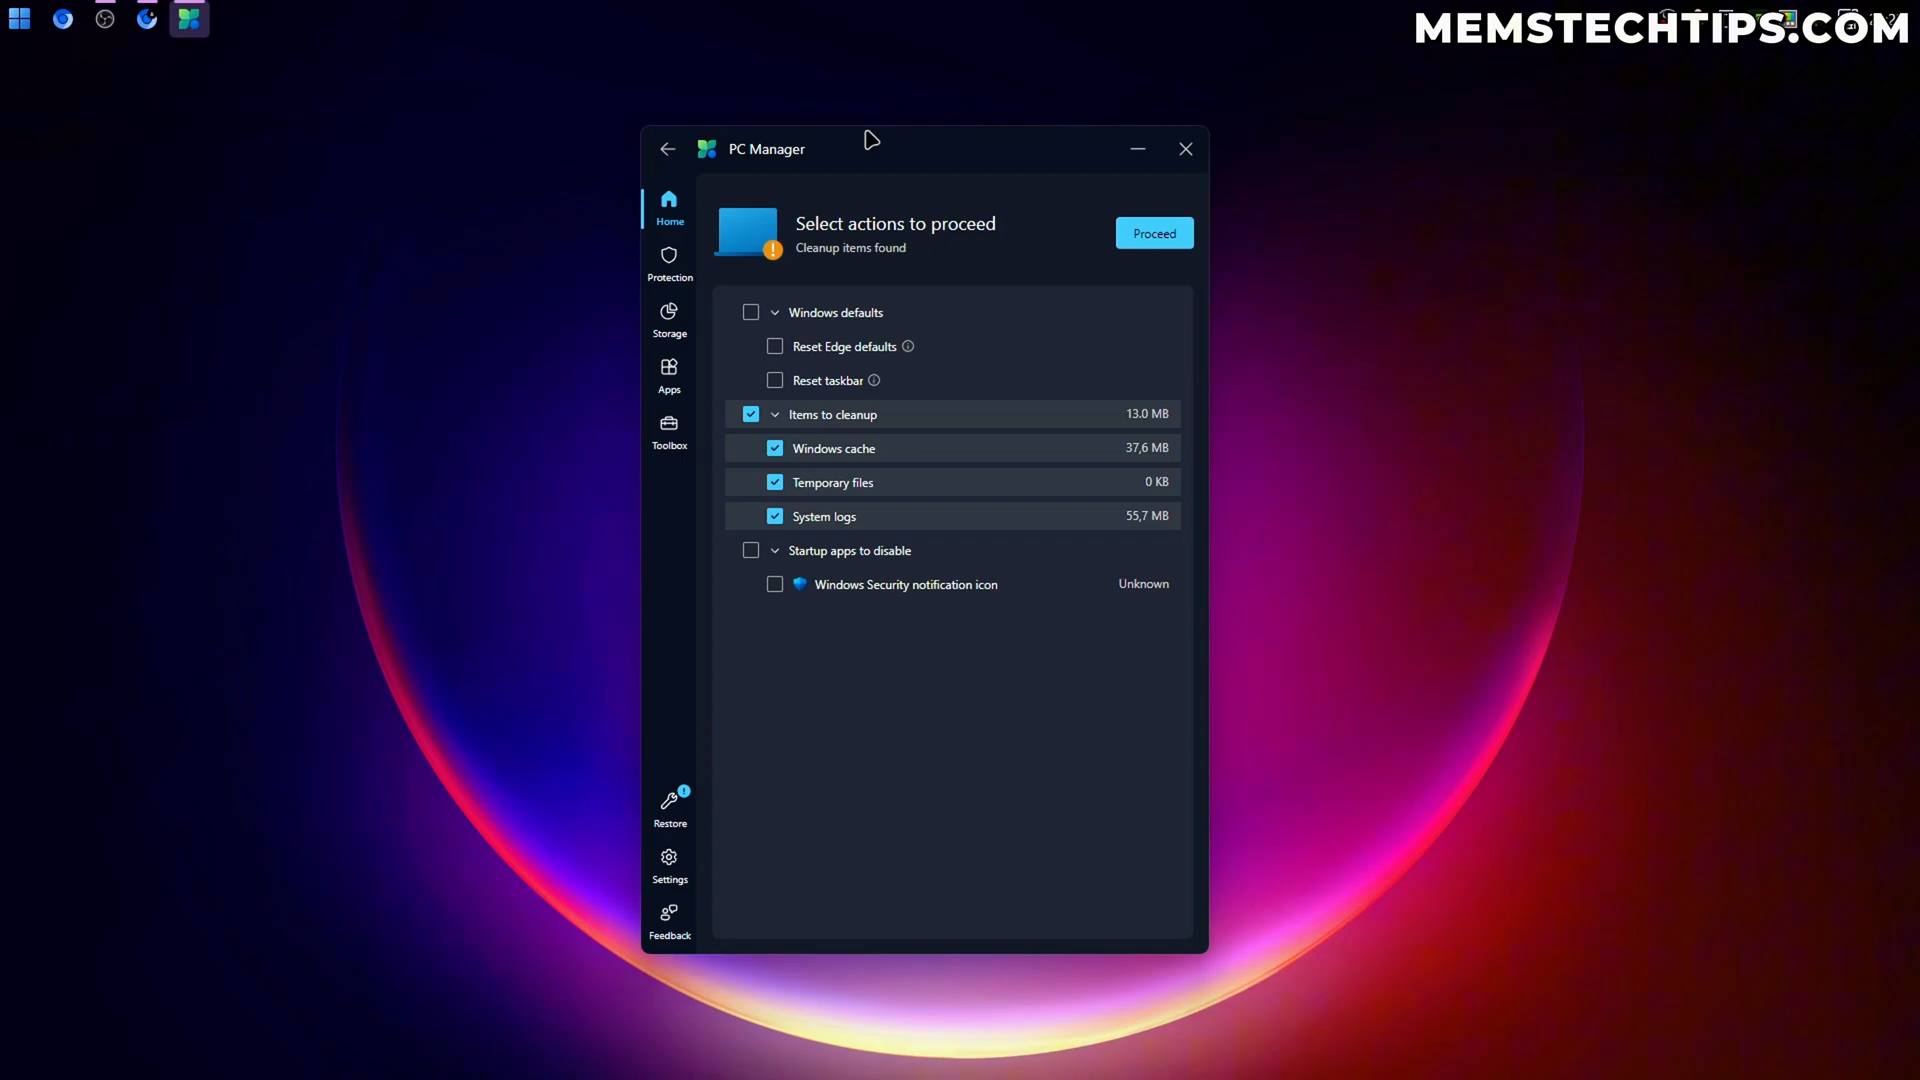 MEMSTECHTIPS.COM
PC Manager
Home
Select actions to proceed
Cleanup items found
Proceed
Protection
Storage
Apps
Toolbox
Windows defaults
Reset Edge defaults
Reset taskbar
Items to cleanup 13.0 MB
Windows cache 37,6 MB
Temporary files 0 KB
System logs 55,7 MB
Startup apps to disable
Windows Security notification icon Unknown
Restore
Settings
Feedback